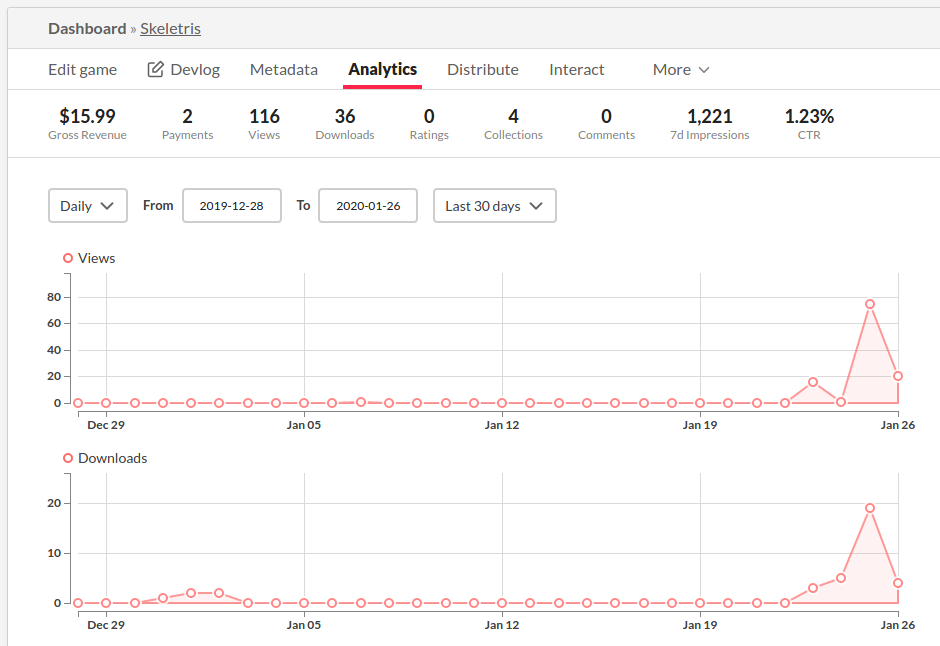 Dashboard » Skeletris
Edit game Devlog Metadata Analytics Distribute Interact More
$15.99 2 116 36 0 4 0 1,221 1.23%
Gross Revenue Payments Views Downloads Ratings Collections Comments 7d Impressions CTR
Daily From 2019-12-28 To 2020-01-26 Last 30 days
Views
80
60
40
20
0
Dec 29 Jan 05 Jan 12 Jan 19 Jan 26
Downloads
20
10
0
Dec 29 Jan 05 Jan 12 Jan 19 Jan 26